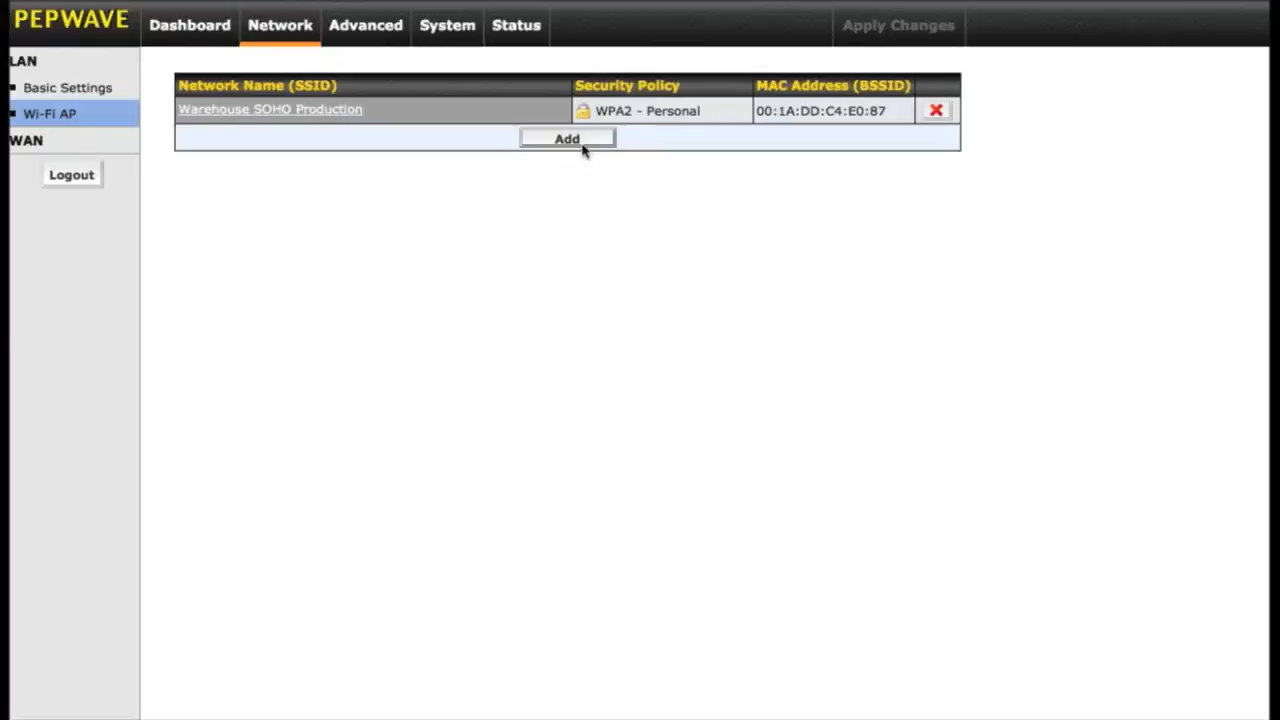 PEPWAVE Dashboard Network Advanced System Status Apply Changes
LAN
Basic Settings
Wi-Fi AP
WAN
Logout
Network Name (SSID) Security Policy MAC Address (BSSID)
Warehouse SOHO Production WPA2 - Personal 00:1A:DD:C4:E0:87
Add